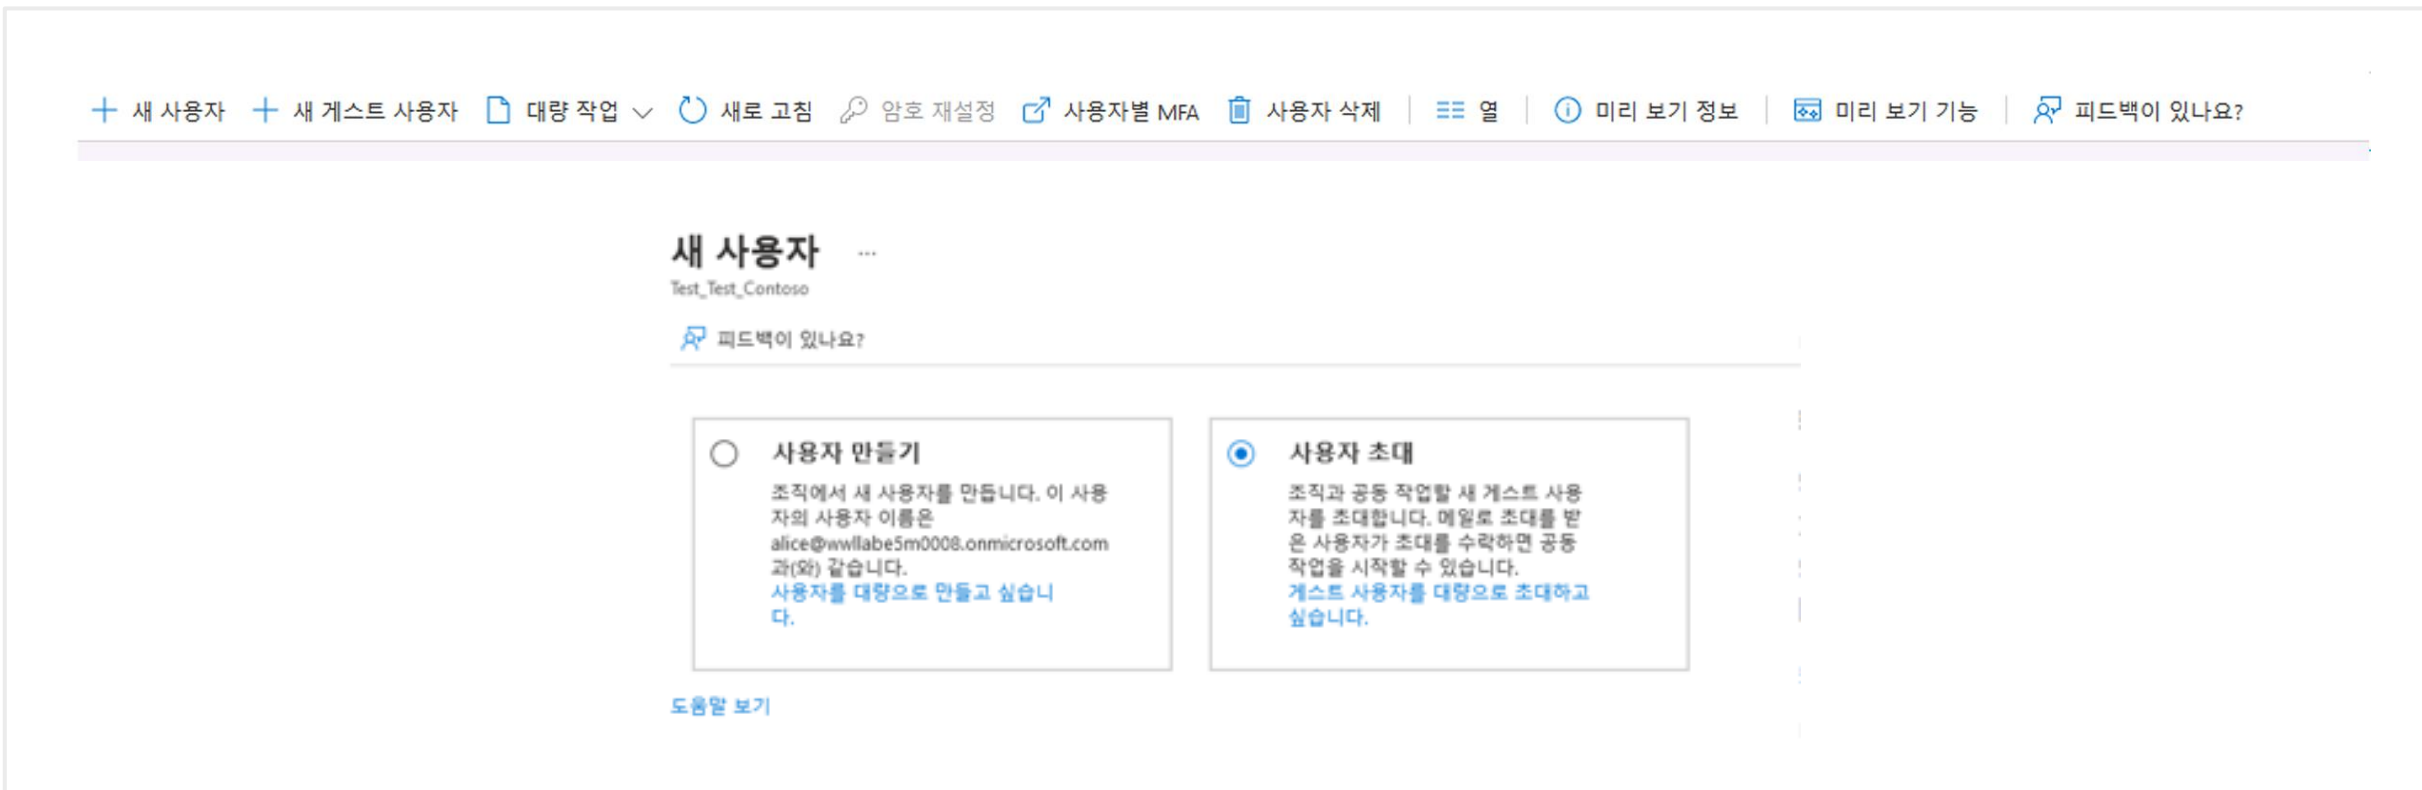 새 사용자 새 게스트 사용자 대량 작업 새로 고침 암호 재설정 사용자별 MFA 사용자 삭제 열 미리 보기 정보 미리 보기 기능 피드백이 있나요?
새 사용자 ...
Test_Test_Contoso
피드백이 있나요?
사용자 만들기
조직에서 새 사용자를 만듭니다. 이 사용
자의 사용자 이름은
alice@wwllabe5m0008.onmicrosoft.com
과(와) 같습니다.
사용자를 대량으로 만들고 싶습니
다.
사용자 초대
조직과 공동 작업할 새 게스트 사용
자를 초대합니다. 메일로 초대를 받
은 사용자가 초대를 수락하면 공동
작업을 시작할 수 있습니다.
게스트 사용자를 대량으로 초대하고
싶습니다.
도움말 보기